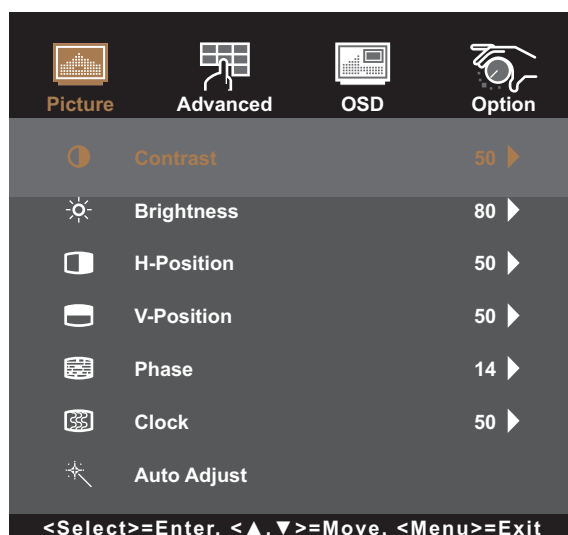 Picture Advanced OSD Option
Contrast 50
Brightness 80
H-Position 50
V-Position 50
Phase 14
Clock 50
Auto Adjust
<Select>=Enter, <▲,▼>=Move, <Menu>=Exit